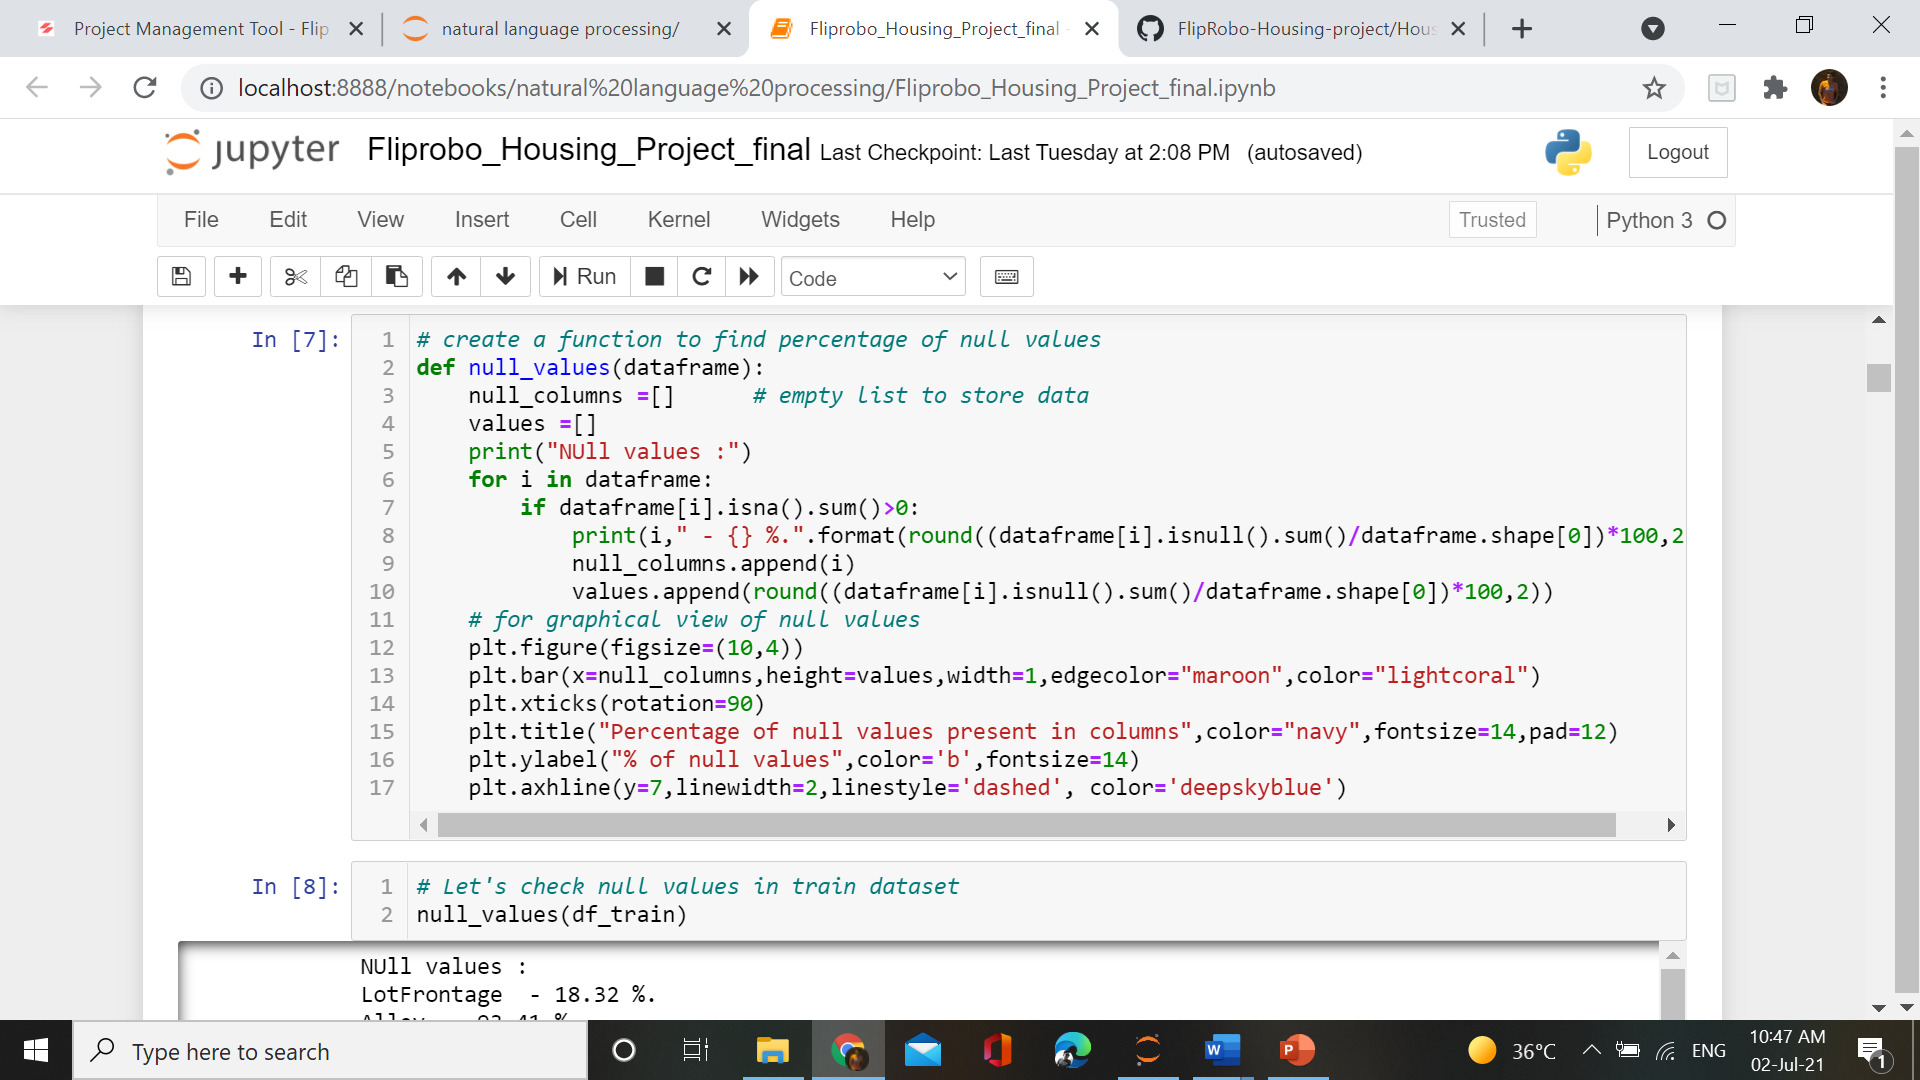 Project Management Tool - Flip
natural language processing/
Fliprobo_Housing_Project_final -
FlipRobo-Housing-project/Hous
localhost:8888/notebooks/natural%20language%20processing/Fliprobo_Housing_Project_final.ipynb
jupyter Fliprobo_Housing_Project_final Last Checkpoint: Last Tuesday at 2:08 PM (autosaved)
Logout
File Edit View Insert Cell Kernel Widgets Help
Trusted
Python 3
Run
Code
In [7]:
1 # create a function to find percentage of null values
2 def null_values(dataframe):
3     null_columns =[]      # empty list to store data
4     values =[]
5     print("NUll values :")
6     for i in dataframe:
7         if dataframe[i].isna().sum()>0:
8             print(i," - {} %.".format(round((dataframe[i].isnull().sum()/dataframe.shape[0])*100,2
9             null_columns.append(i)
10             values.append(round((dataframe[i].isnull().sum()/dataframe.shape[0])*100,2))
11     # for graphical view of null values
12     plt.figure(figsize=(10,4))
13     plt.bar(x=null_columns,height=values,width=1,edgecolor="maroon",color="lightcoral")
14     plt.xticks(rotation=90)
15     plt.title("Percentage of null values present in columns",color="navy",fontsize=14,pad=12)
16     plt.ylabel("% of null values",color='b',fontsize=14)
17     plt.axhline(y=7,linewidth=2,linestyle='dashed', color='deepskyblue')
In [8]:
1 # Let's check null values in train dataset
2 null_values(df_train)
NUll values :
LotFrontage  - 18.32 %.
Type here to search
W
P
36°C
ENG
10:47 AM
02-Jul-21
1